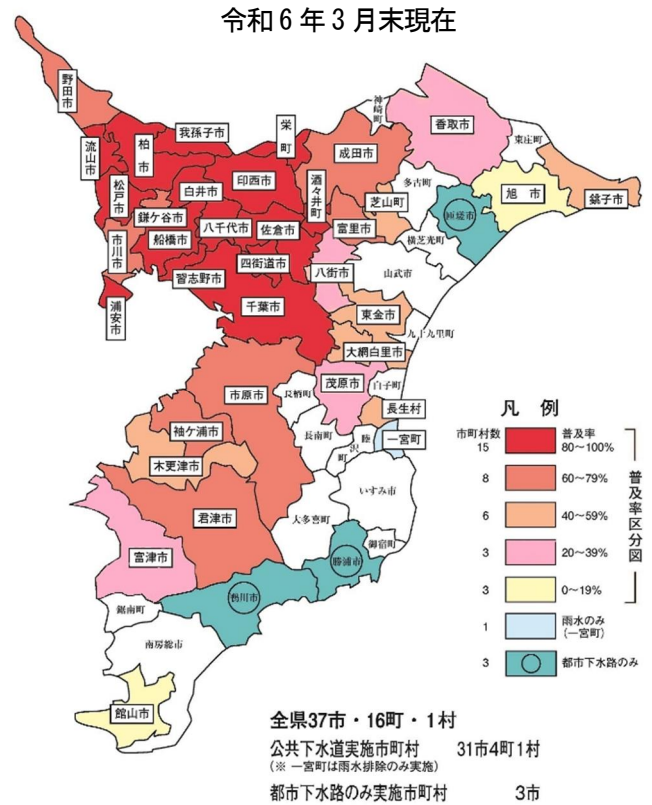 令和6年3月末現在
野田市
流山市
柏市
我孫子市
栄町
松戸市
白井市
印西市
酒々井町
成田市
神崎町
香取市
東庄町
多古町
芝山町
匝瑳市
旭市
銚子市
鎌ケ谷市
八千代市
佐倉市
富里市
市川市
船橋市
四街道市
八街市
横芝光町
山武市
習志野市
浦安市
千葉市
東金市
九十九里町
大網白里市
市原市
長柄町
茂原市
白子町
長生村
袖ケ浦市
長南町
睦沢町
一宮町
木更津市
いすみ市
君津市
大多喜町
富津市
勝浦市
御宿町
鋸南町
鴨川市
南房総市
館山市
凡例
市町村数 普及率
15 80～100%
8 60～79%
6 40～59%
3 20～39%
3 0～19%
普及率区分図
1 雨水のみ
(一宮町)
3 都市下水路のみ
全県37市・16町・1村
公共下水道実施市町村 31市4町1村
(※ 一宮町は雨水排除のみ実施)
都市下水路のみ実施市町村 3市